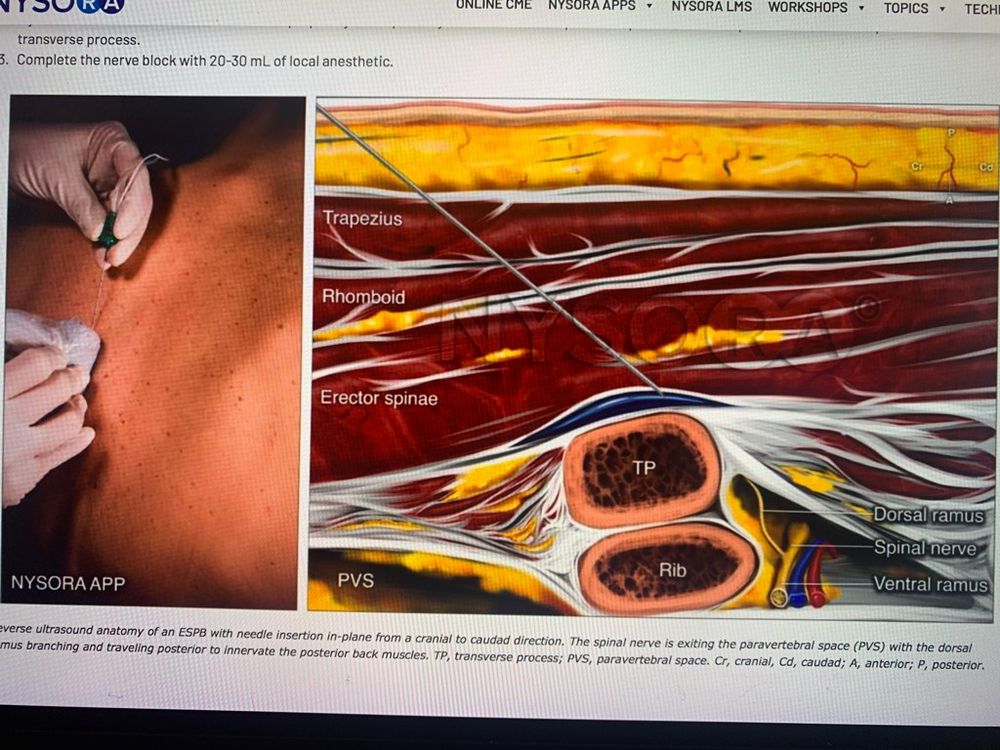 NYSORA
ONLINE CME NYSORA APPS NYSORA LMS WORKSHOPS TOPICS
transverse process.
3. Complete the nerve block with 20-30 mL of local anesthetic.
P
Cr Cd
A
Trapezius
Rhomboid
NYSORA©
Erector spinae
TP
Dorsal ramus
Spinal nerve
Rib
PVS
Ventral ramus
NYSORA APP
everse ultrasound anatomy of an ESPB with needle insertion in-plane from a cranial to caudad direction. The spinal nerve is exiting the paravertebral space (PVS) with the dorsal
mus branching and traveling posterior to innervate the posterior back muscles. TP, transverse process; PVS, paravertebral space. Cr, cranial, Cd, caudad; A, anterior; P, posterior.